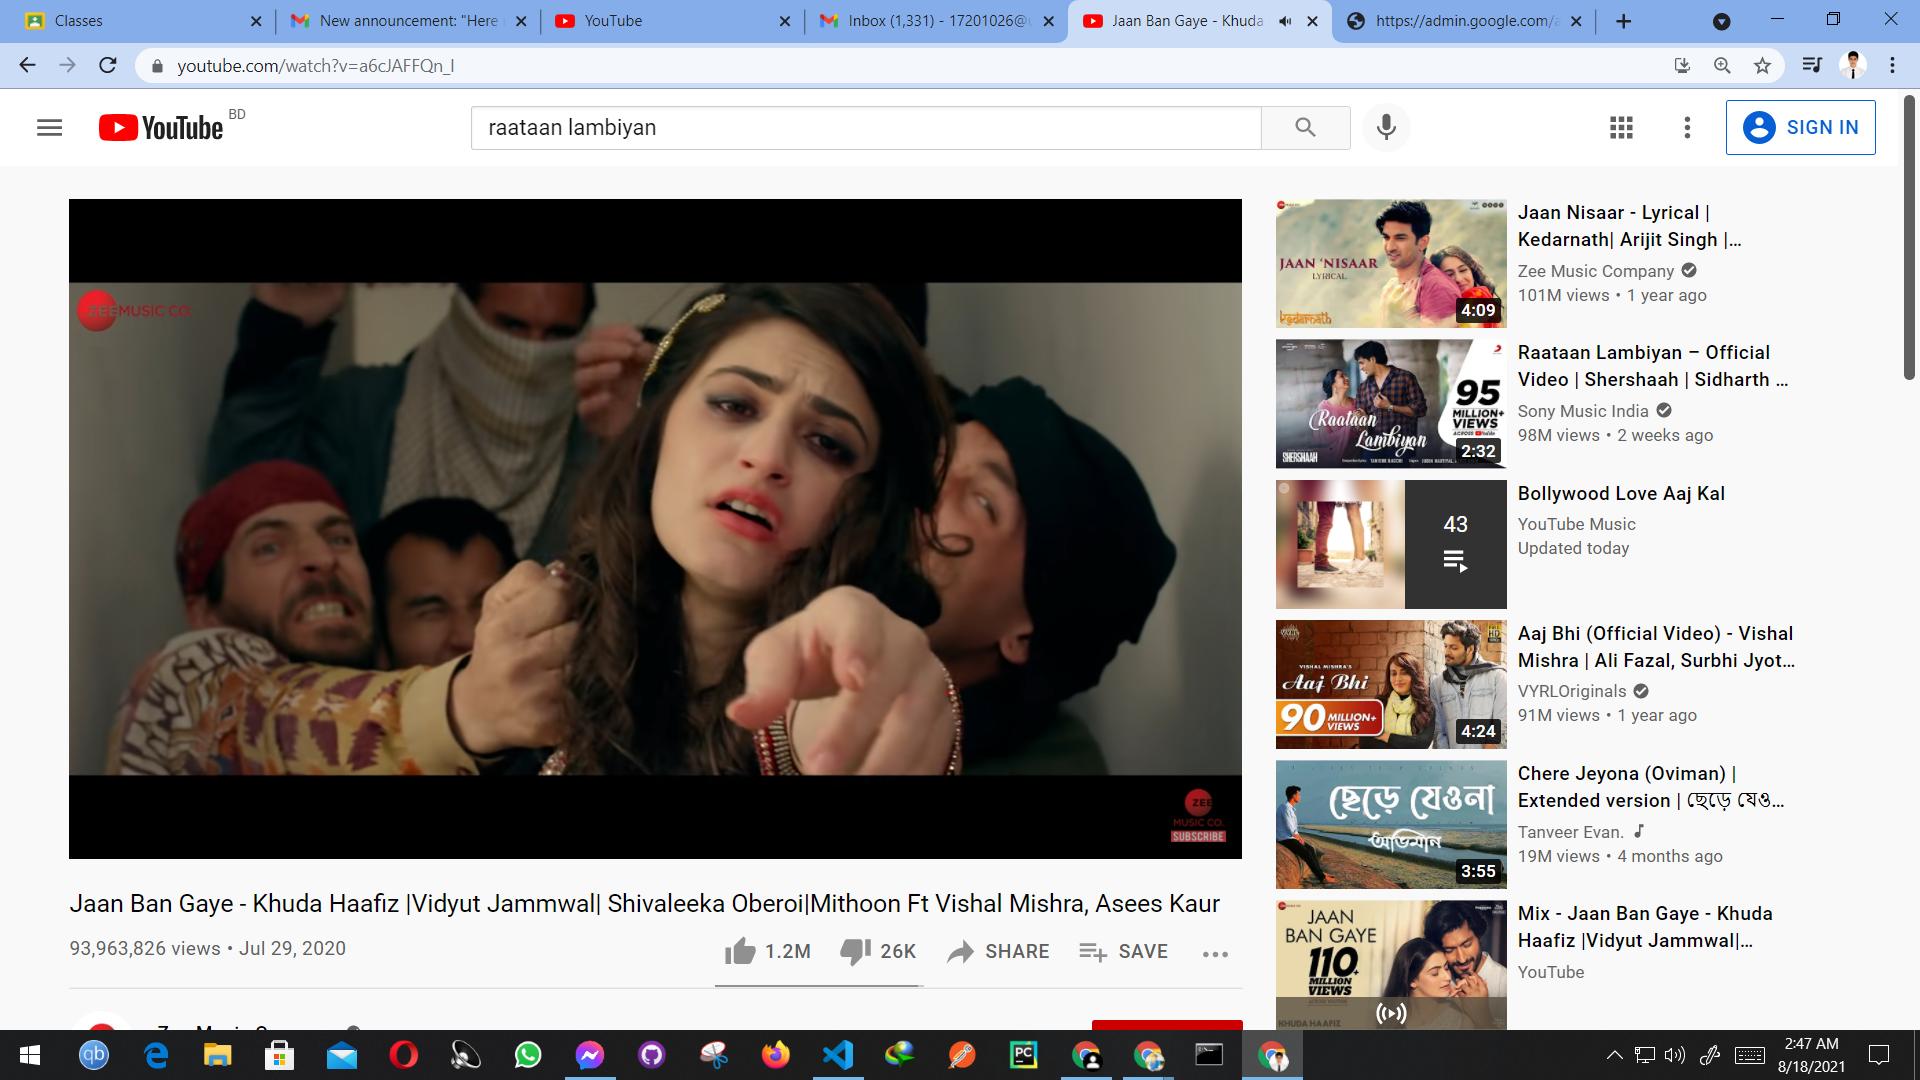 Classes
New announcement: "Here
YouTube
Inbox (1,331) - 17201026@
Jaan Ban Gaye - Khuda
https://admin.google.com/a
youtube.com/watch?v=a6cJAFFQn_I
YouTube BD
raataan lambiyan
SIGN IN
ZEE MUSIC CO.
ZEE
MUSIC CO.
SUBSCRIBE
Jaan Ban Gaye - Khuda Haafiz |Vidyut Jammwal| Shivaleeka Oberoi|Mithoon Ft Vishal Mishra, Asees Kaur
93,963,826 views • Jul 29, 2020
1.2M
26K
SHARE
SAVE
JAAN 'NISAAR
LYRICAL
kedarnath
4:09
Jaan Nisaar - Lyrical |
Kedarnath| Arijit Singh |...
Zee Music Company
101M views • 1 year ago
95
MILLION+
VIEWS
ACROSS YouTube
Raataan
Lambiyan
SHERSHAAH
2:32
Raataan Lambiyan – Official
Video | Shershaah | Sidharth ...
Sony Music India
98M views • 2 weeks ago
43
Bollywood Love Aaj Kal
YouTube Music
Updated today
VISHAL MISHRA'S
Aaj Bhi
90 MILLION+
VIEWS
4:24
Aaj Bhi (Official Video) - Vishal
Mishra | Ali Fazal, Surbhi Jyot...
VYRLOriginals
91M views • 1 year ago
ছেড়ে যেওনা
অভিমান
3:55
Chere Jeyona (Oviman) |
Extended version | ছেড়ে যেও...
Tanveer Evan.
19M views • 4 months ago
JAAN
BAN GAYE
110+
MILLION
VIEWS
KHUDA HAAFIZ
Mix - Jaan Ban Gaye - Khuda
Haafiz |Vidyut Jammwal|...
YouTube
qb
PC
2:47 AM
8/18/2021